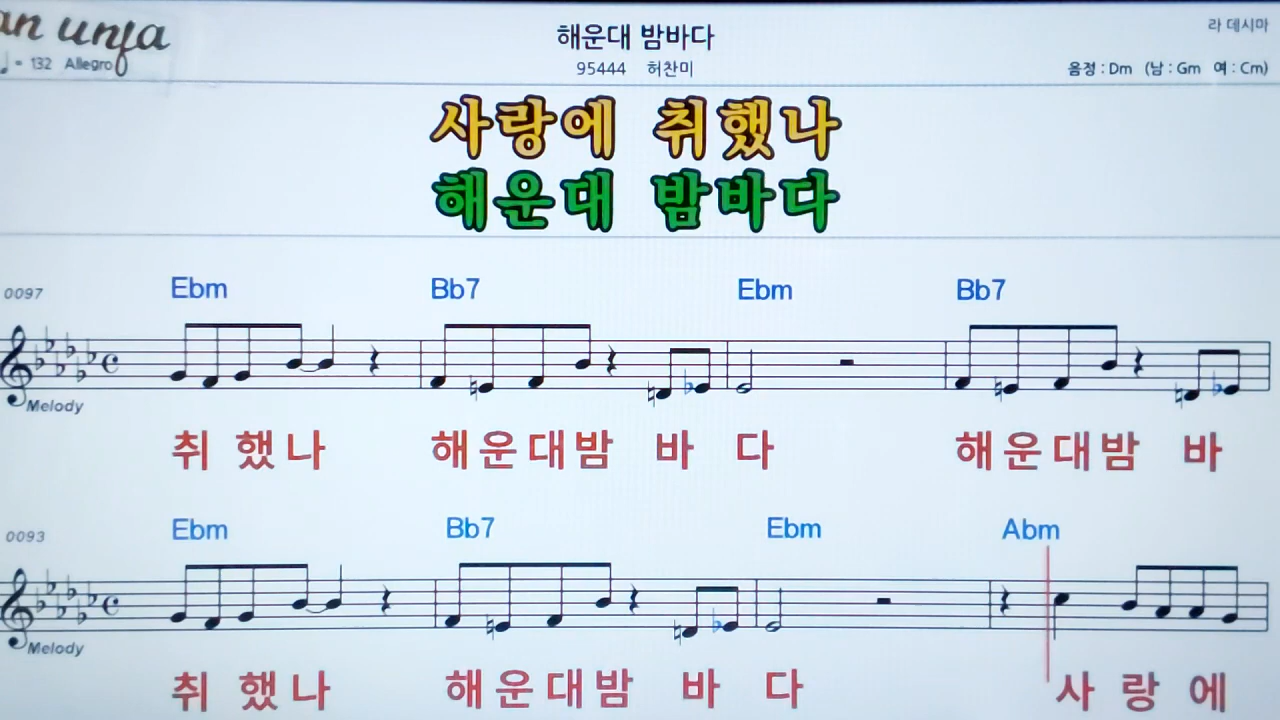 해운대 밤바다
라 데시마
♩ = 132 Allegro
95444 허찬미
음정 : Dm (남 : Gm 여 : Cm)
사랑에 취했나
해운대 밤바다
0097 Ebm Bb7 Ebm Bb7
Melody
취 했 나 해 운 대 밤 바 다 해 운 대 밤 바
0093 Ebm Bb7 Ebm Abm
Melody
취 했 나 해 운 대 밤 바 다 사 랑 에